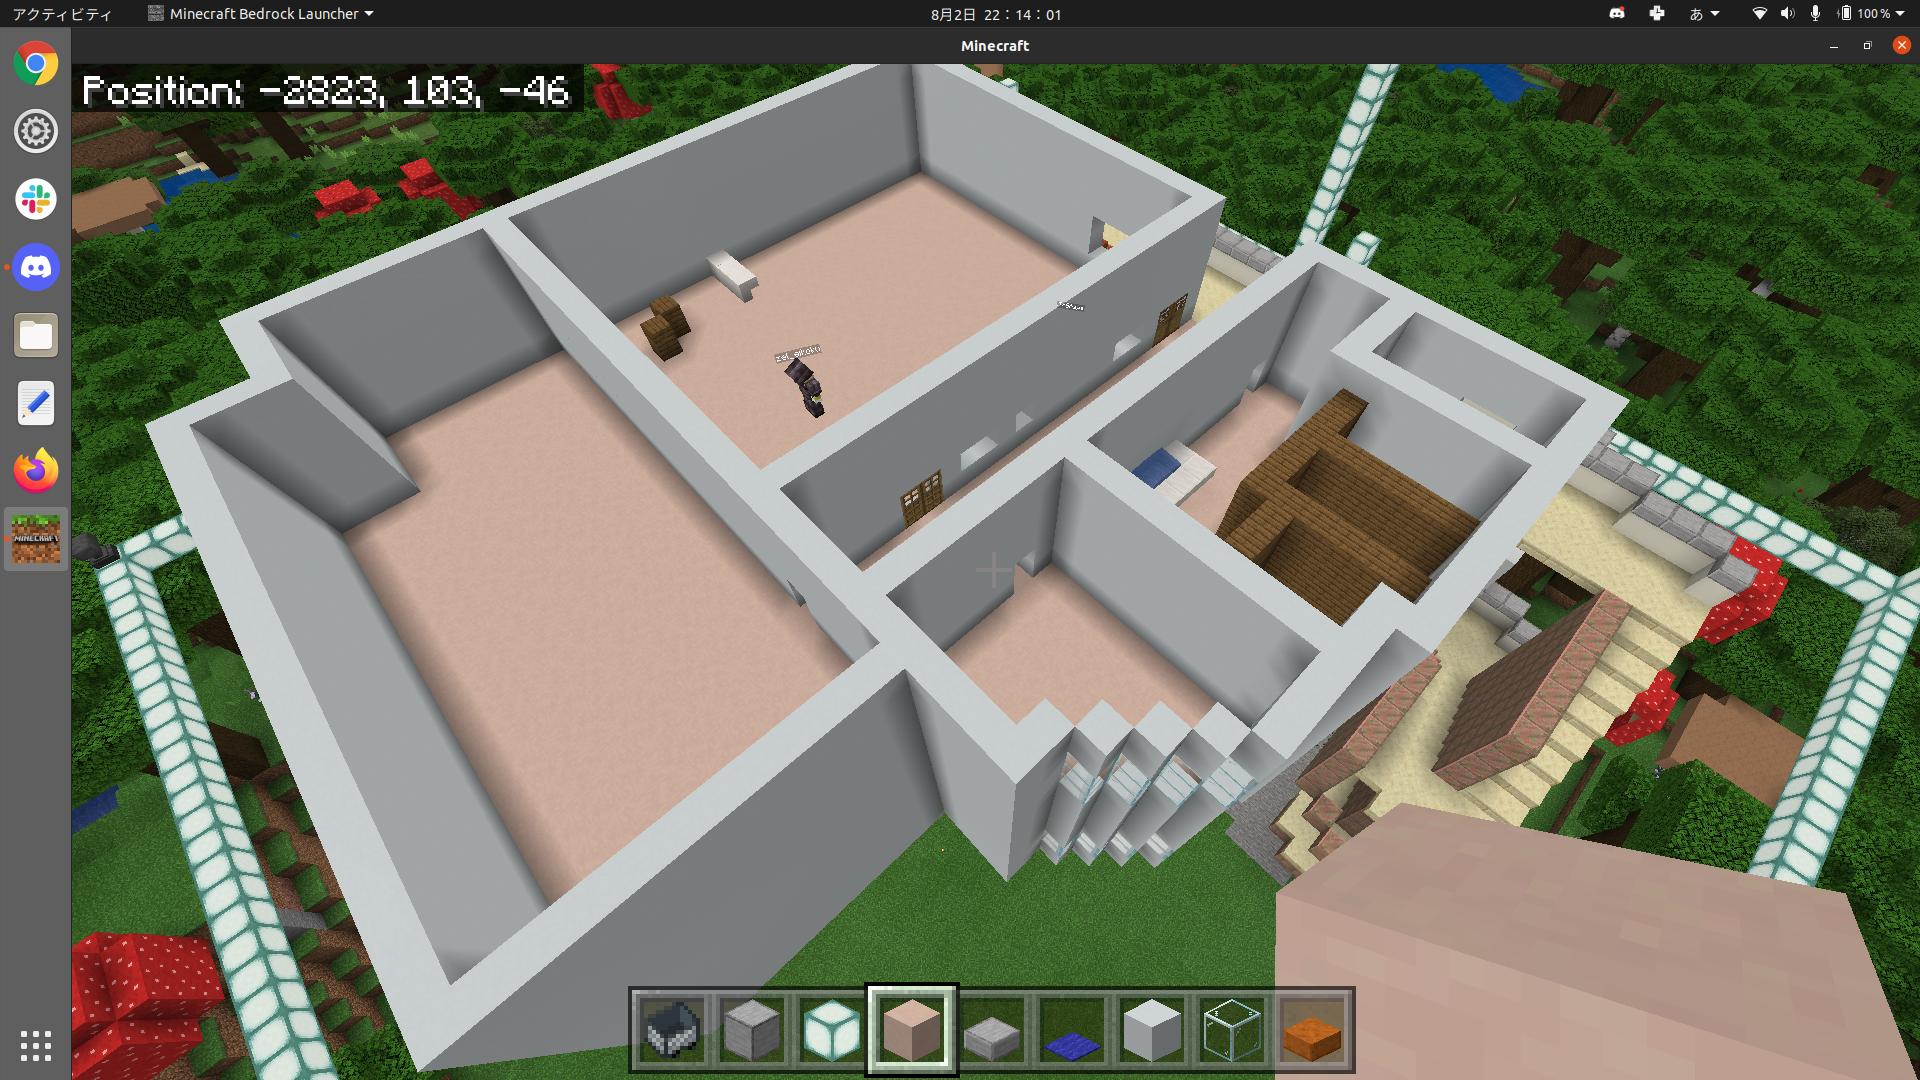 アクティビティ
Minecraft Bedrock Launcher
8月2日 22：14：01
あ
100 %
Minecraft
Position: -2823, 103, -46
MINECRAFT